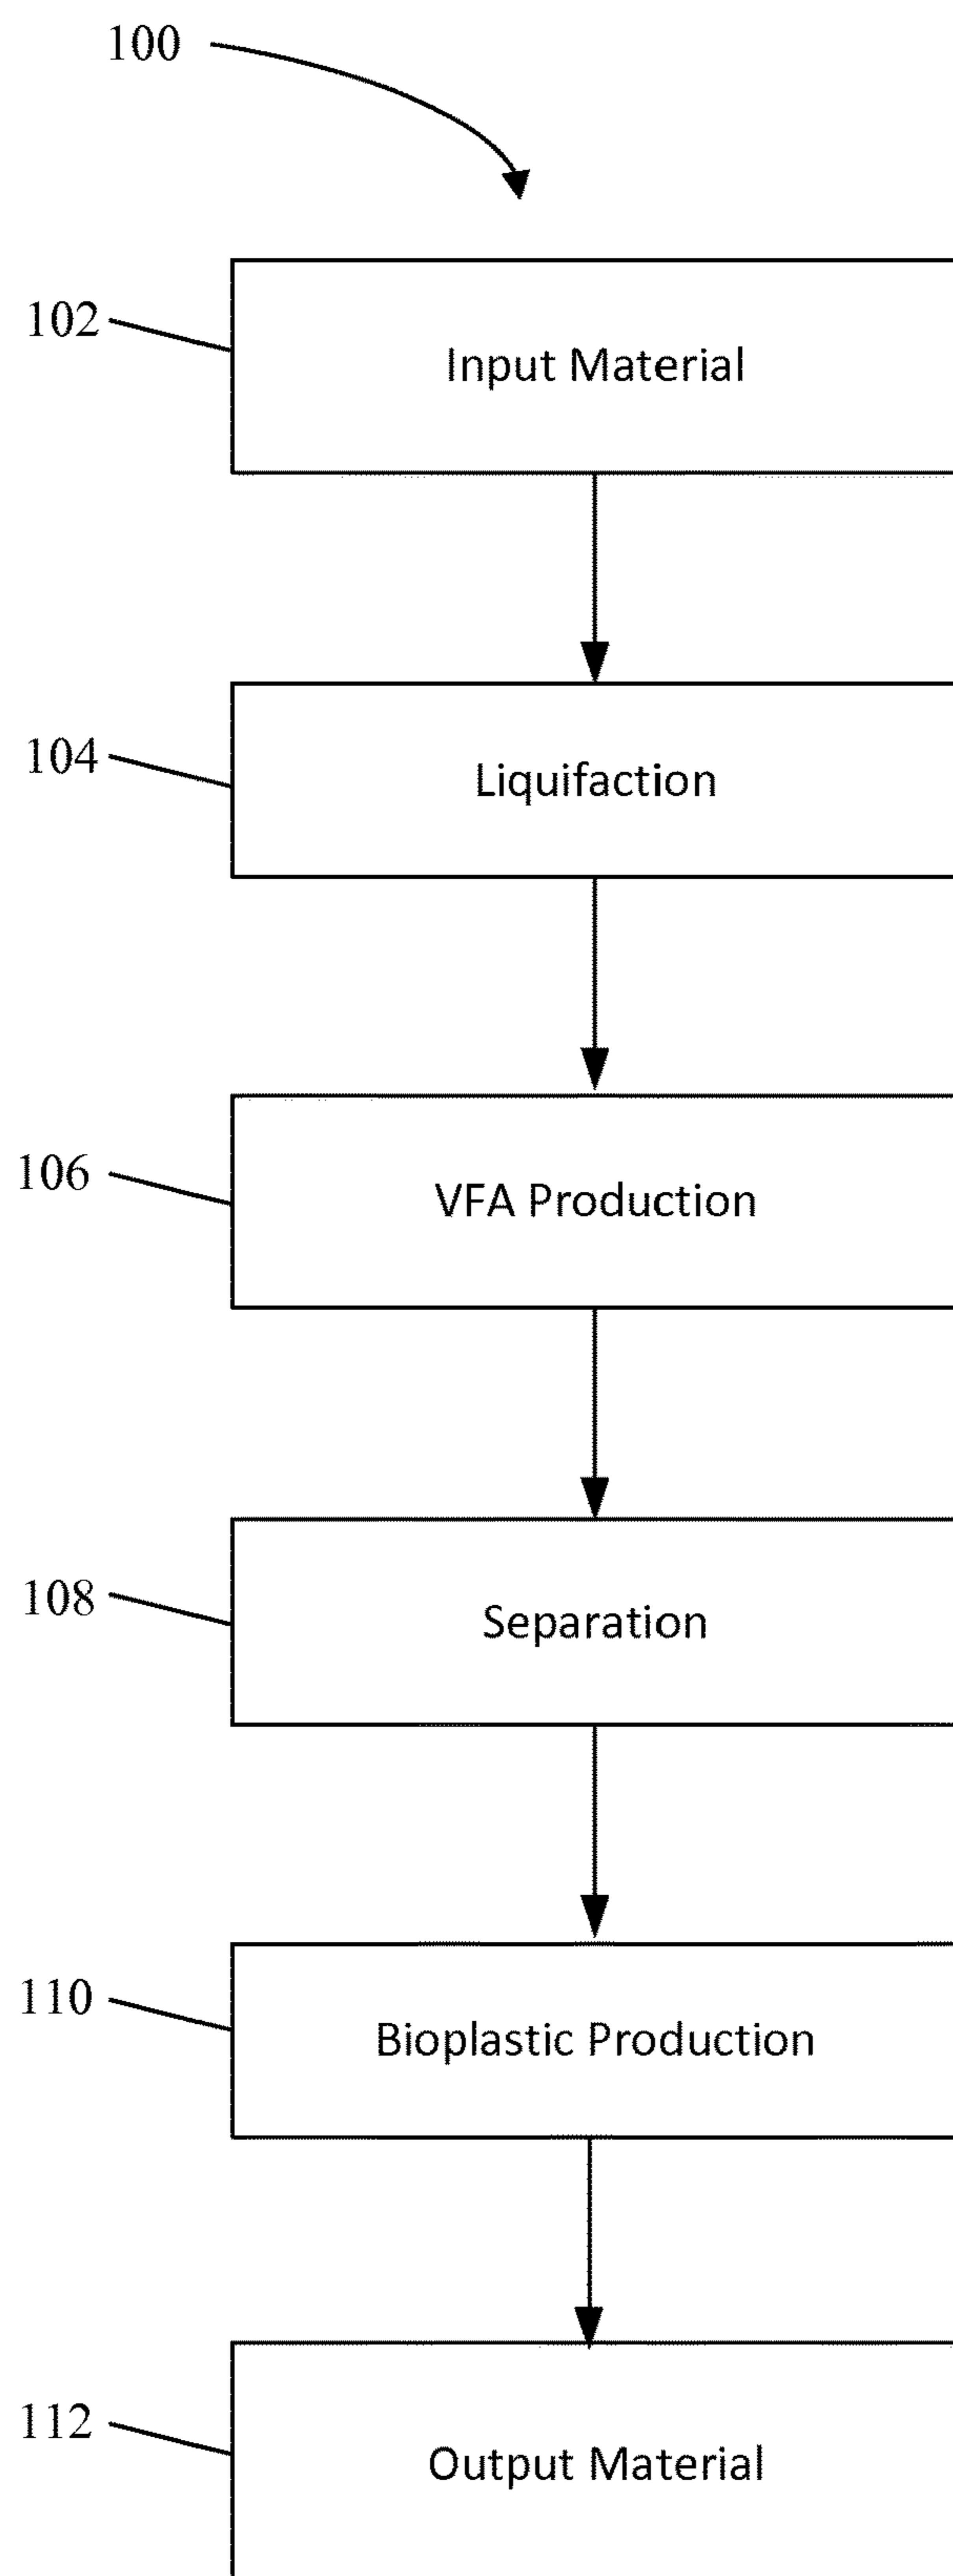 100
102
Input Material
104
Liquifaction
106
VFA Production
108
Separation
110
Bioplastic Production
112
Output Material